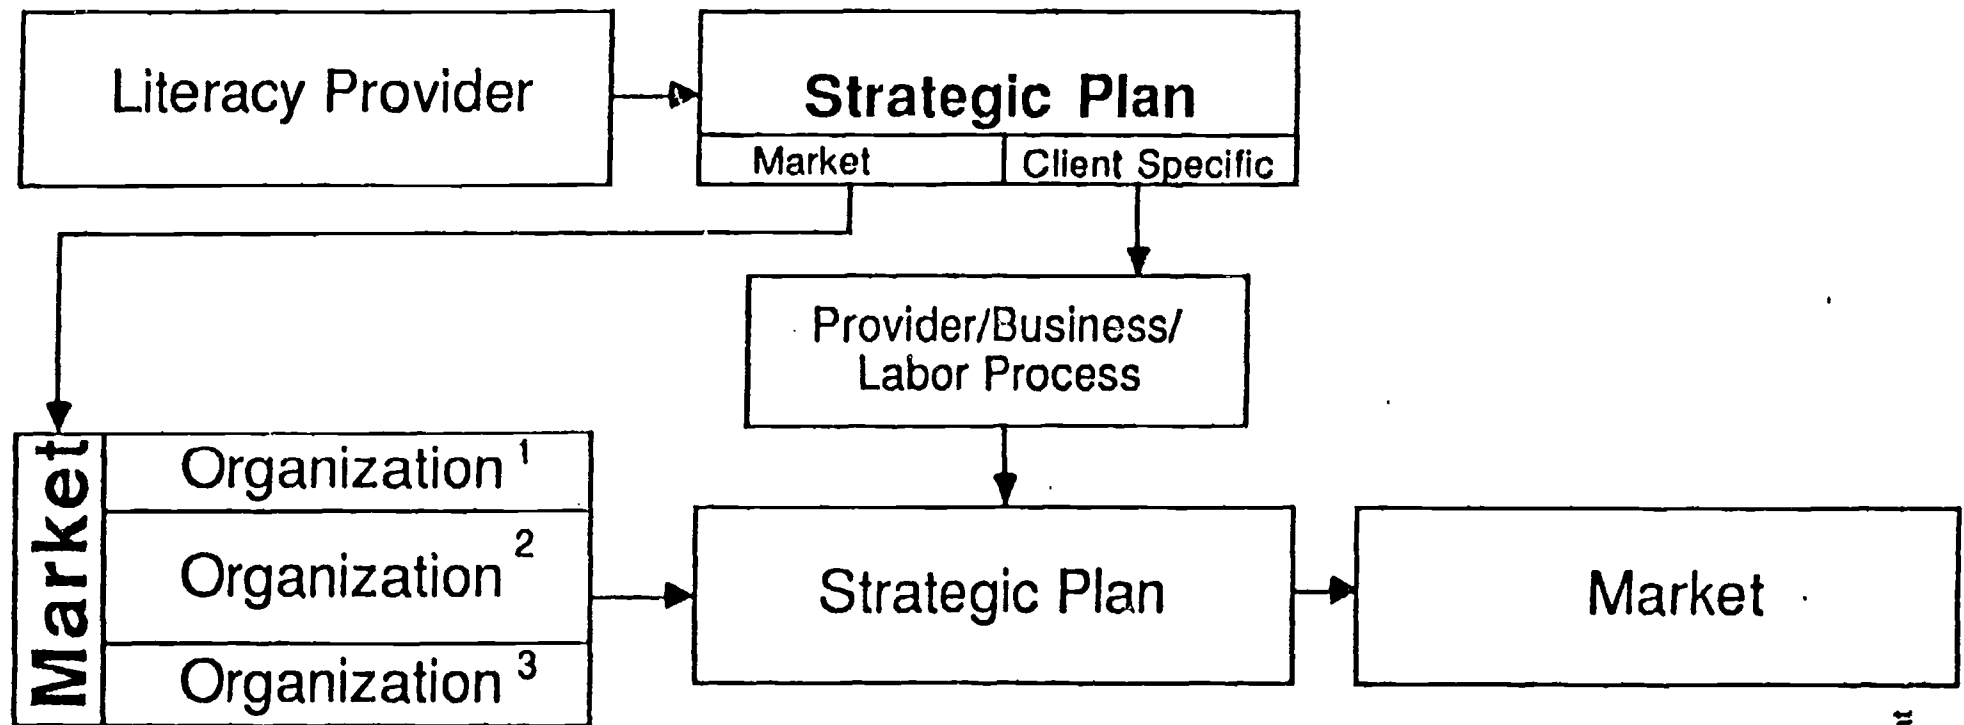 Literacy Provider
Strategic Plan
Market
Client Specific
Provider/Business/
Labor Process
Market
Organization 1
Organization 2
Organization 3
Strategic Plan
Market